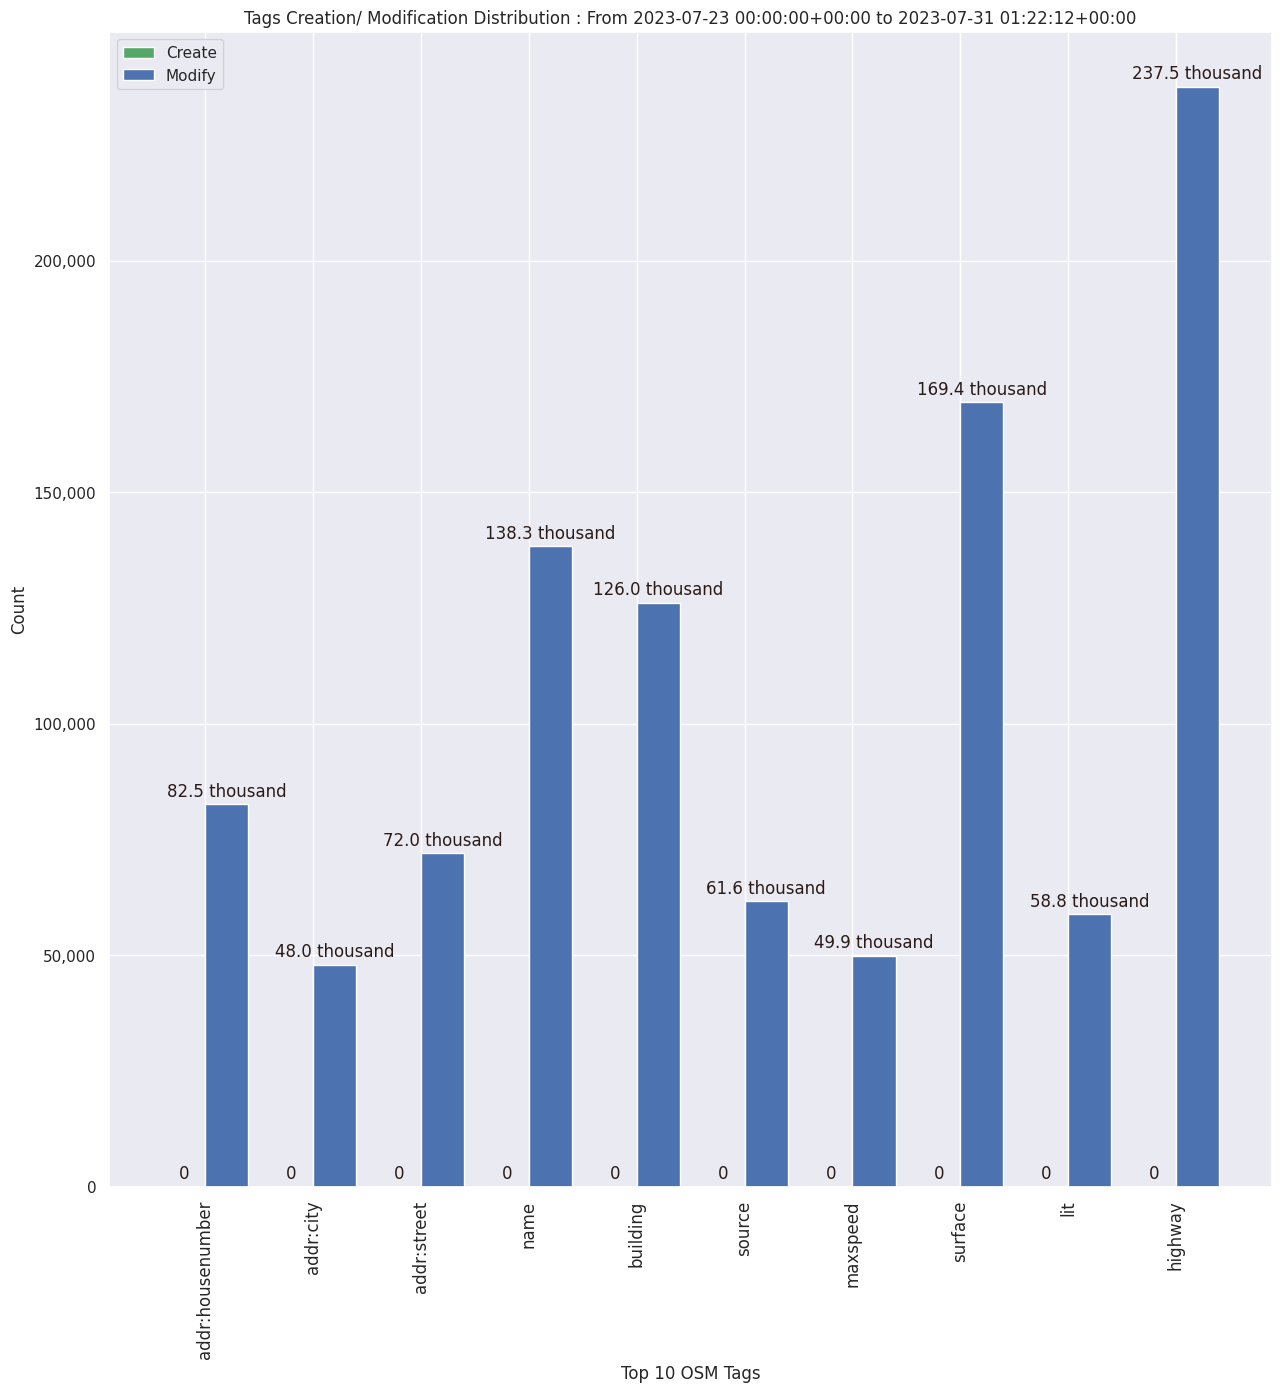 Tags Creation/ Modification Distribution : From 2023-07-23 00:00:00+00:00 to 2023-07-31 01:22:12+00:00
Create
Modify
237.5 thousand
200,000
169.4 thousand
150,000
138.3 thousand
126.0 thousand
Count
100,000
82.5 thousand
72.0 thousand
61.6 thousand
58.8 thousand
50,000
48.0 thousand
49.9 thousand
0 0 0 0 0 0 0 0 0 0
0
addr:housenumber
addr:city
addr:street
name
building
source
maxspeed
surface
lit
highway
Top 10 OSM Tags